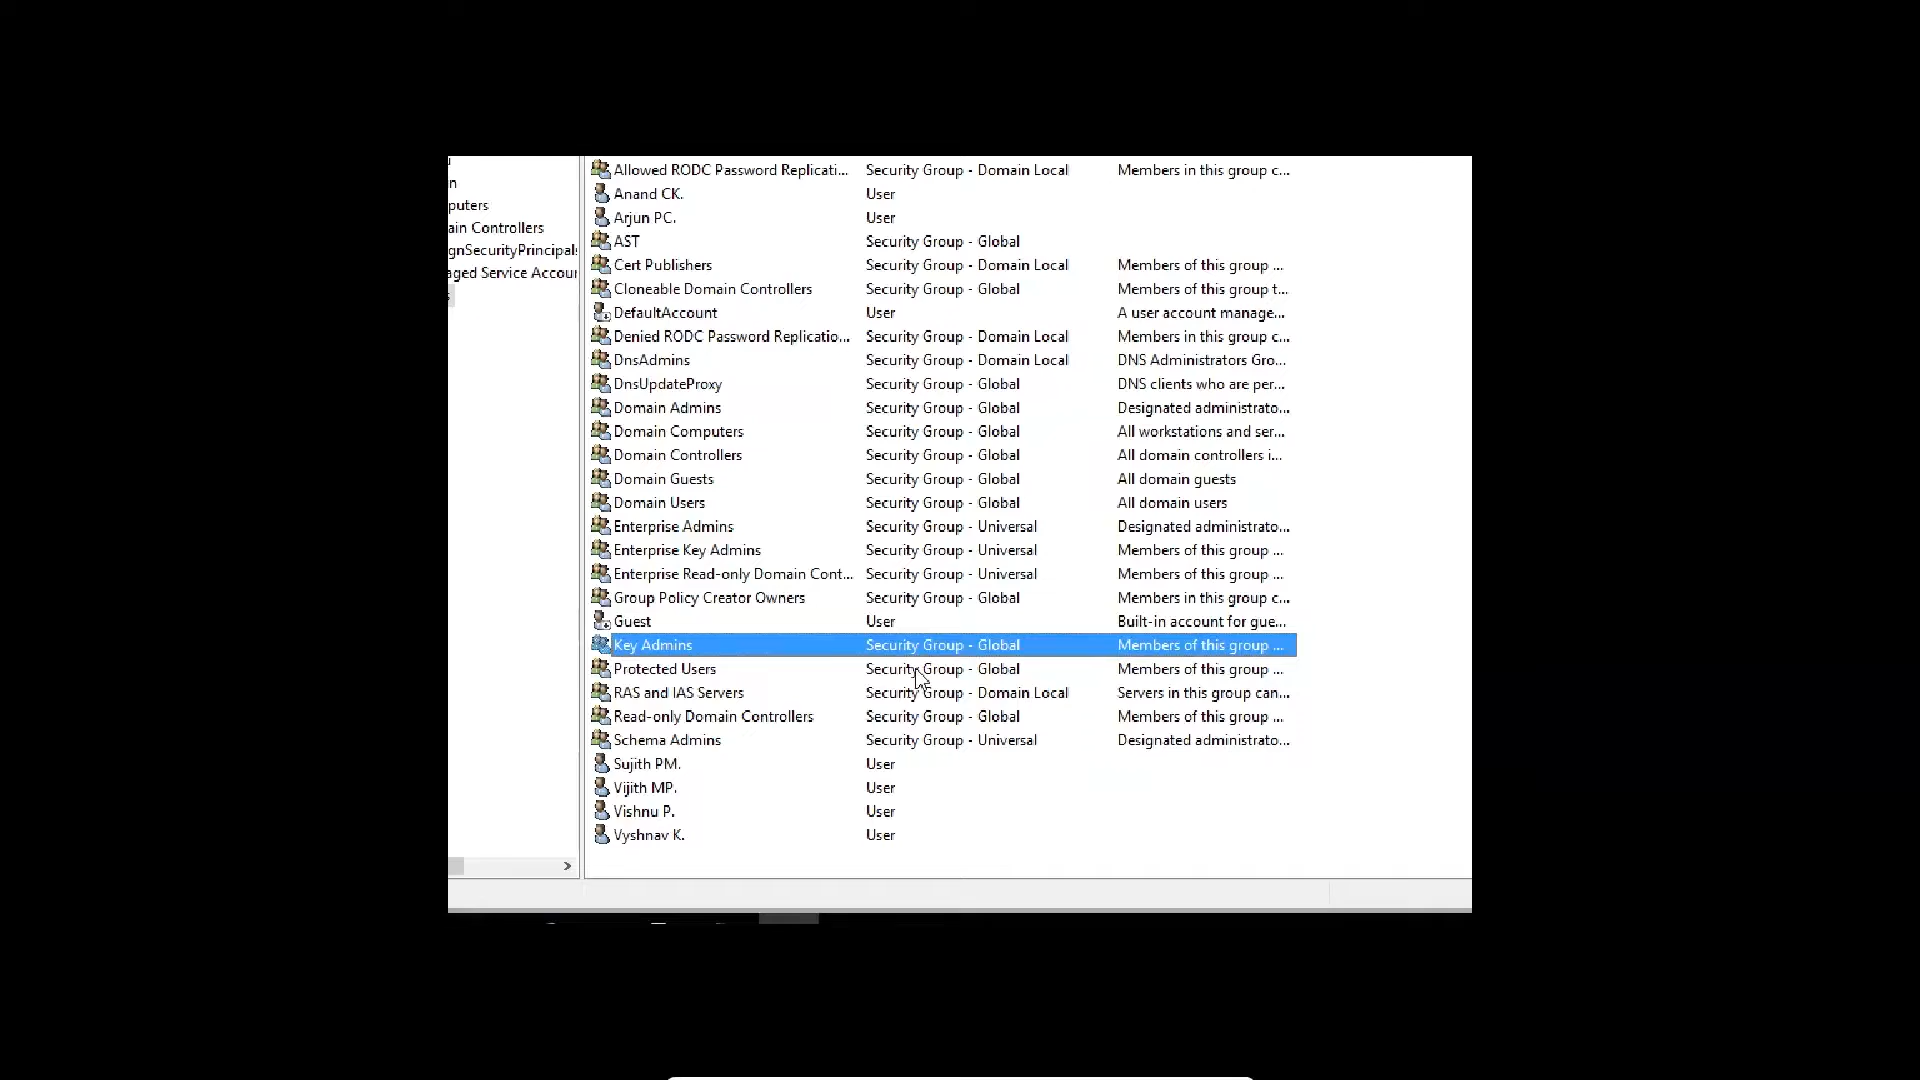 n
puters
ain Controllers
gnSecurityPrincipals
aged Service Accour
Allowed RODC Password Replicati... Security Group - Domain Local Members in this group c...
Anand CK. User
Arjun PC. User
AST Security Group - Global
Cert Publishers Security Group - Domain Local Members of this group ...
Cloneable Domain Controllers Security Group - Global Members of this group t...
DefaultAccount User A user account manage...
Denied RODC Password Replicatio... Security Group - Domain Local Members in this group c...
DnsAdmins Security Group - Domain Local DNS Administrators Gro...
DnsUpdateProxy Security Group - Global DNS clients who are per...
Domain Admins Security Group - Global Designated administrato...
Domain Computers Security Group - Global All workstations and ser...
Domain Controllers Security Group - Global All domain controllers i...
Domain Guests Security Group - Global All domain guests
Domain Users Security Group - Global All domain users
Enterprise Admins Security Group - Universal Designated administrato...
Enterprise Key Admins Security Group - Universal Members of this group ...
Enterprise Read-only Domain Cont... Security Group - Universal Members of this group ...
Group Policy Creator Owners Security Group - Global Members in this group c...
Guest User Built-in account for gue...
Key Admins Security Group - Global Members of this group ...
Protected Users Security Group - Global Members of this group ...
RAS and IAS Servers Security Group - Domain Local Servers in this group can...
Read-only Domain Controllers Security Group - Global Members of this group ...
Schema Admins Security Group - Universal Designated administrato...
Sujith PM. User
Vijith MP. User
Vishnu P. User
Vyshnav K. User